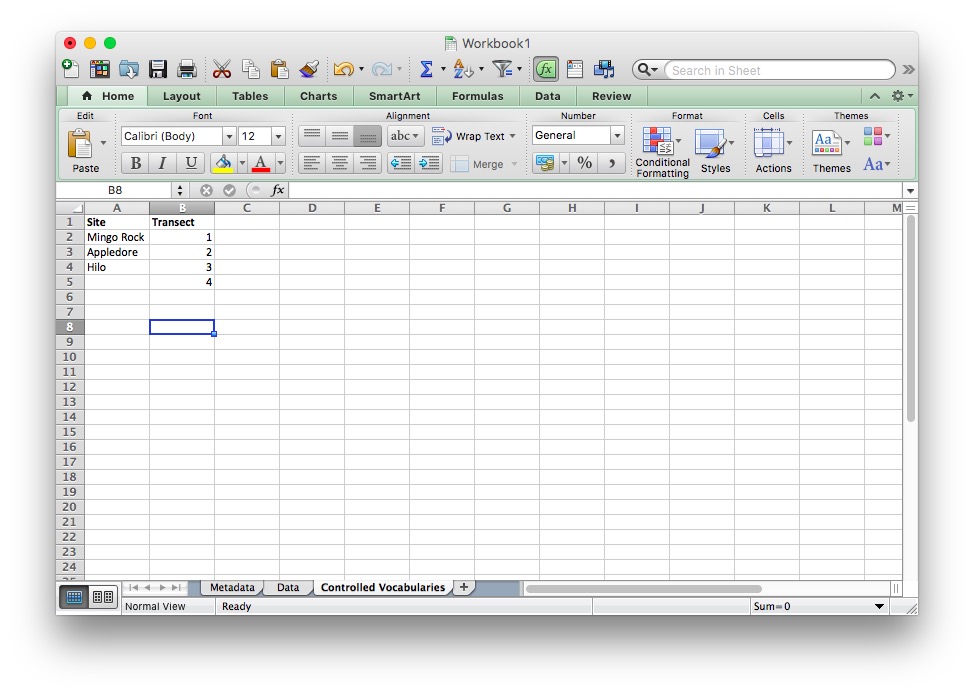 Workbook1
Search in Sheet
Home Layout Tables Charts SmartArt Formulas Data Review
Edit Font Alignment Number Format Cells Themes
Calibri (Body) 12 abc Wrap Text General
Paste B I U A Merge % , Conditional Formatting Styles Actions Themes Aa
B8 fx
A B C D E F G H I J K L M
1 Site Transect
2 Mingo Rock 1
3 Appledore 2
4 Hilo 3
5 4
6
7
8
9
10
11
12
13
14
15
16
17
18
19
20
21
22
23
24
Metadata Data Controlled Vocabularies +
Normal View Ready Sum=0